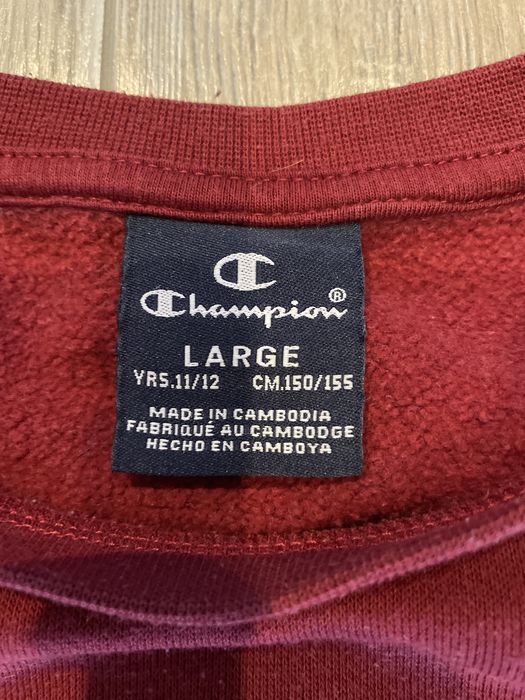 Champion®
LARGE
YRS.11/12 CM.150/155
MADE IN CAMBODIA
FABRIQUÉ AU CAMBODGE
HECHO EN CAMBOYA